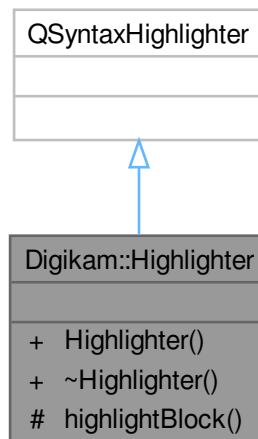 QSyntaxHighlighter
Digikam::Highlighter
+ Highlighter()
+ ~Highlighter()
# highlightBlock()